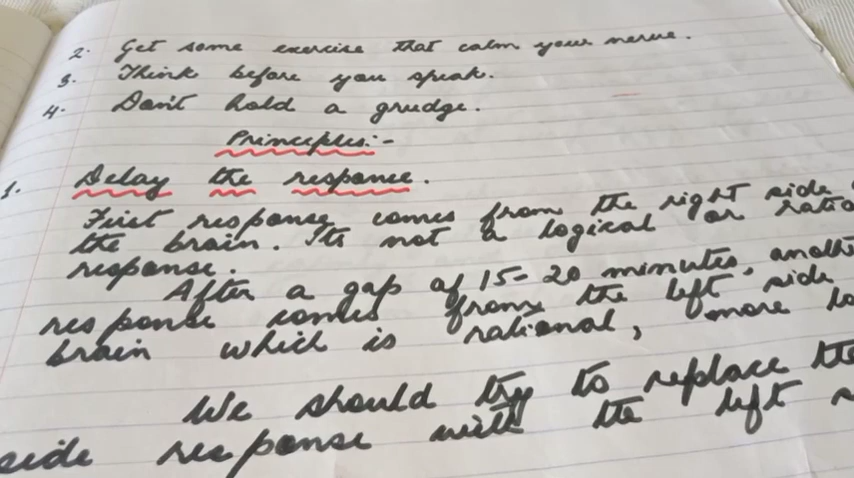 2. Get some exercise that calm your nerve.
3. Think before you speak.
4. Don't hold a grudge.
Principles:-
1. Delay the response.
First response comes from the right side
the brain. Its not a logical or
response.
After a gap of 15-20 minutes,
response comes from the left side
brain which is rational, more
We should try to replace the
side response with the left